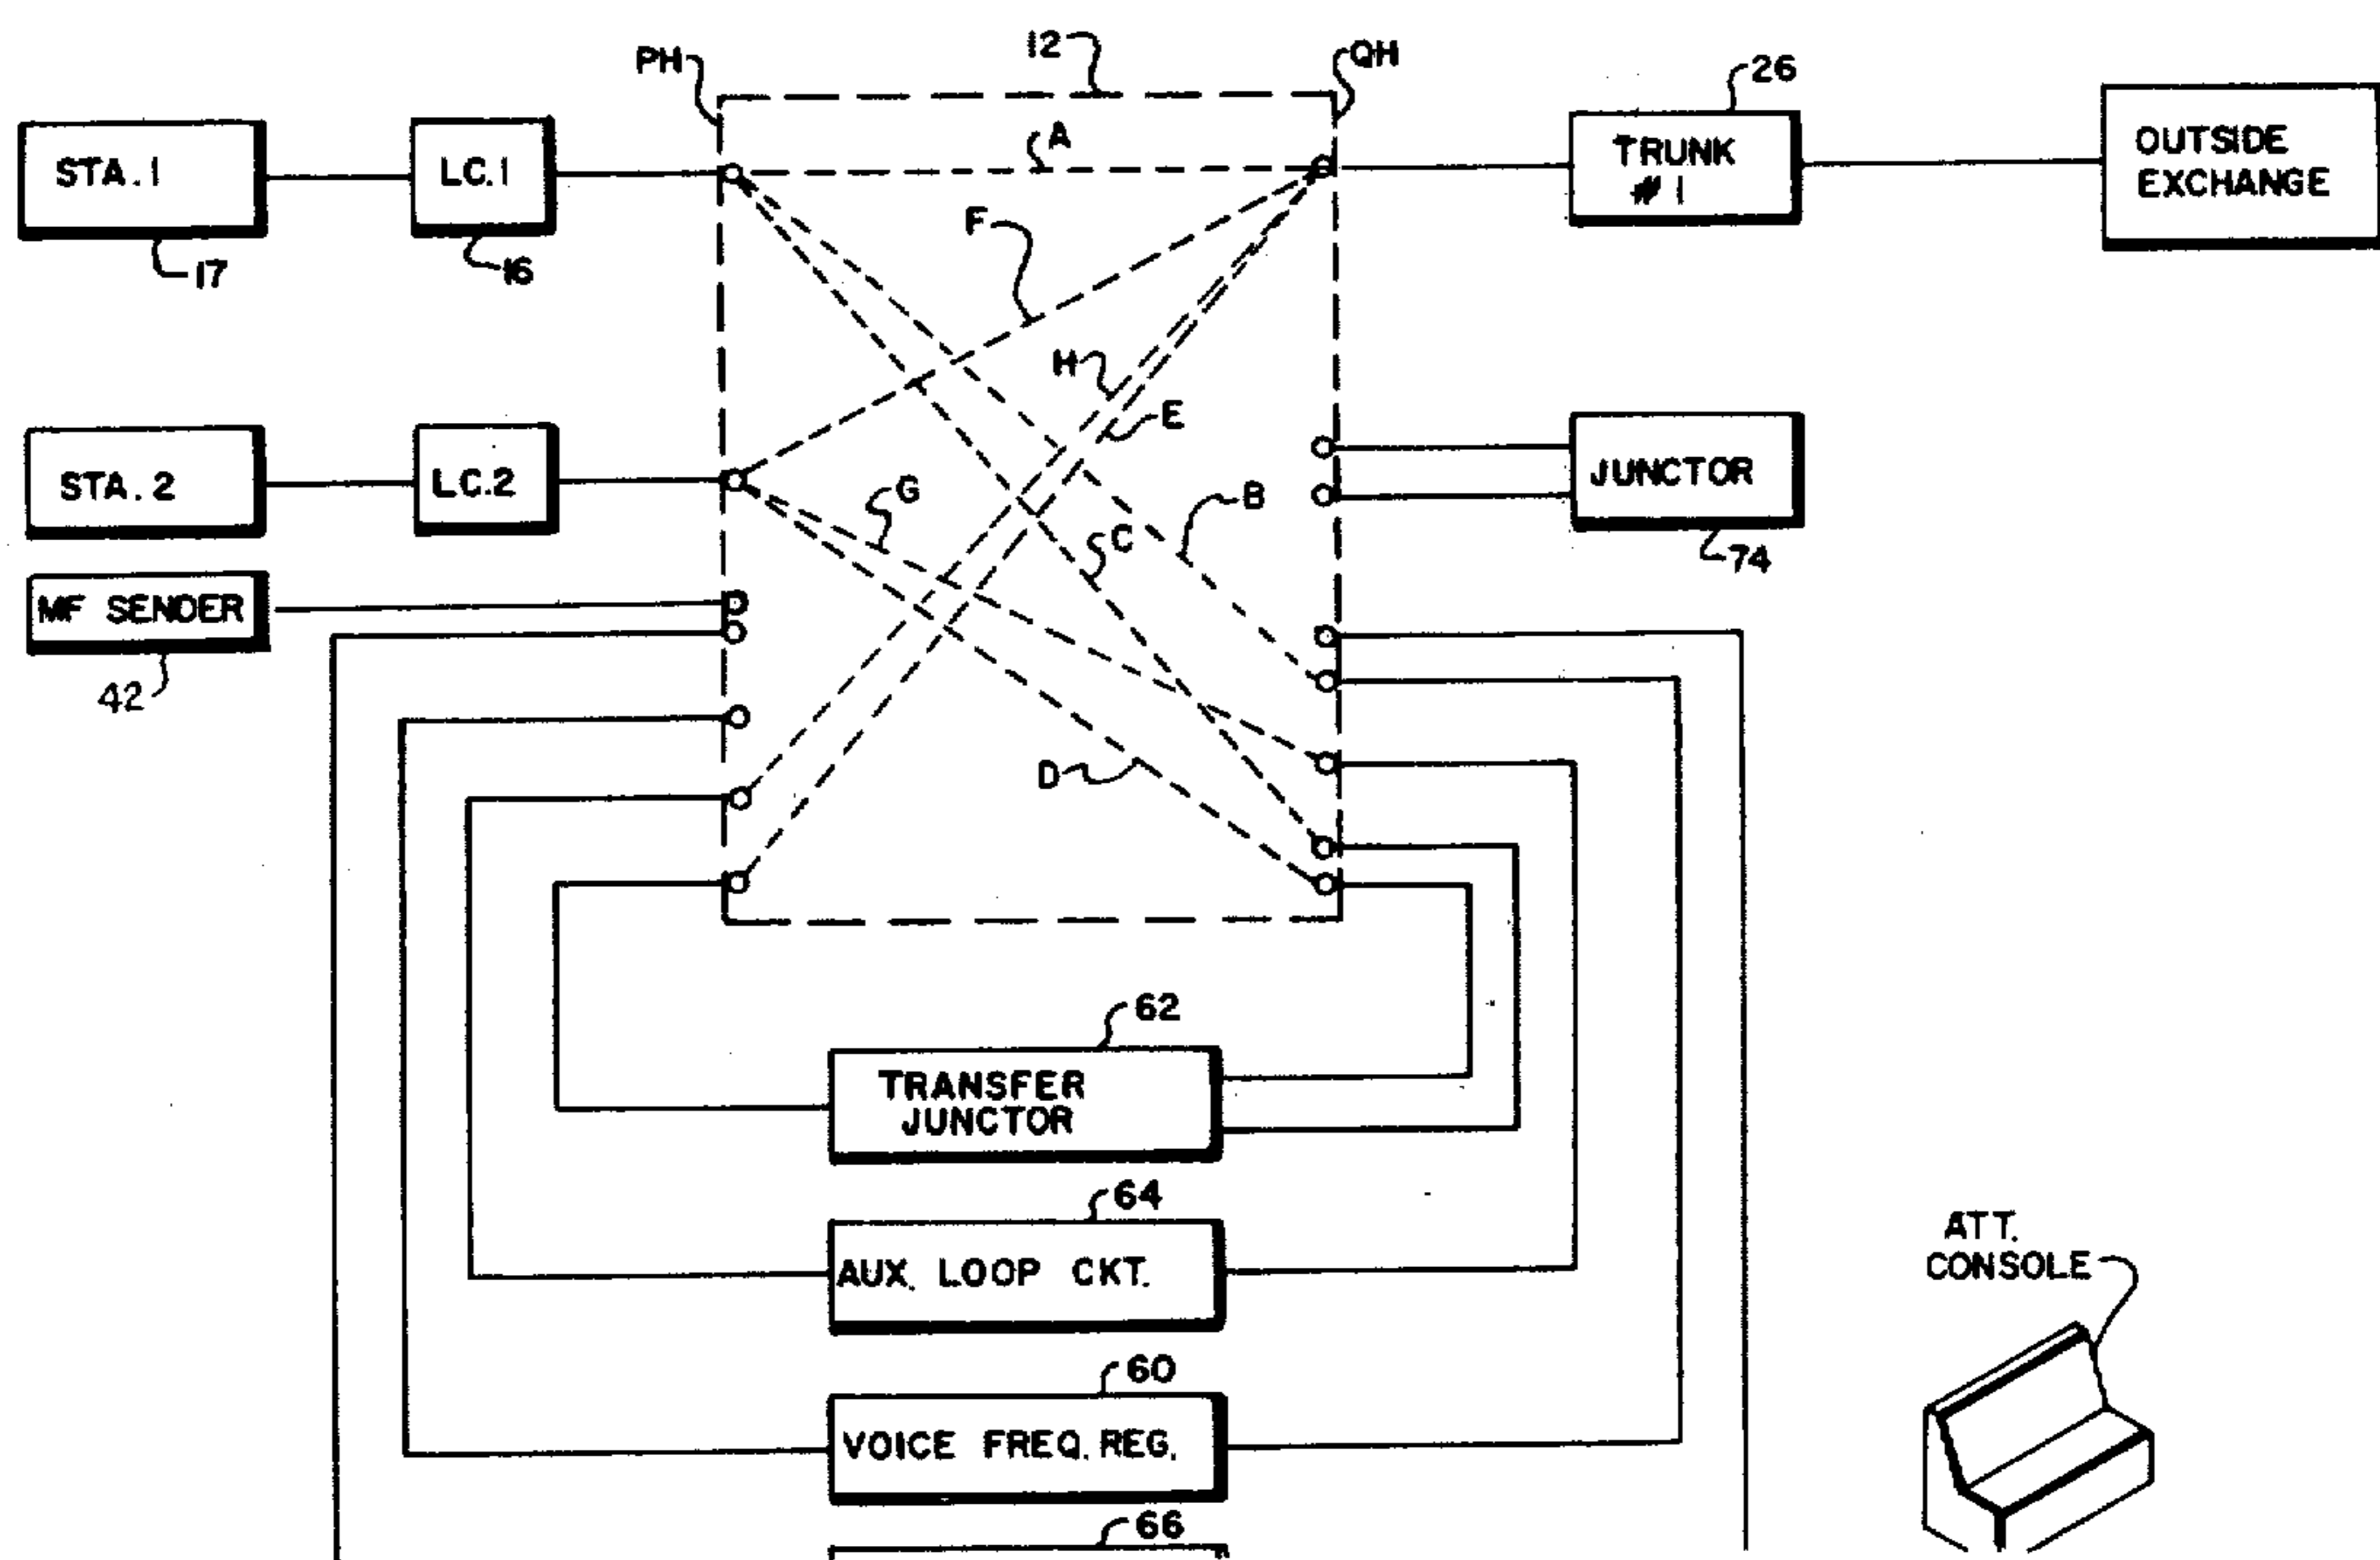 PH
12
QH
26
STA. 1
LC. 1
A
TRUNK
# 1
OUTSIDE
EXCHANGE
17
16
F
H
E
STA. 2
LC. 2
G
B
C
JUNCTOR
74
MF SENDER
42
D
62
TRANSFER
JUNCTOR
64
AUX. LOOP CKT.
ATT.
CONSOLE
60
VOICE FREQ. REG.
66